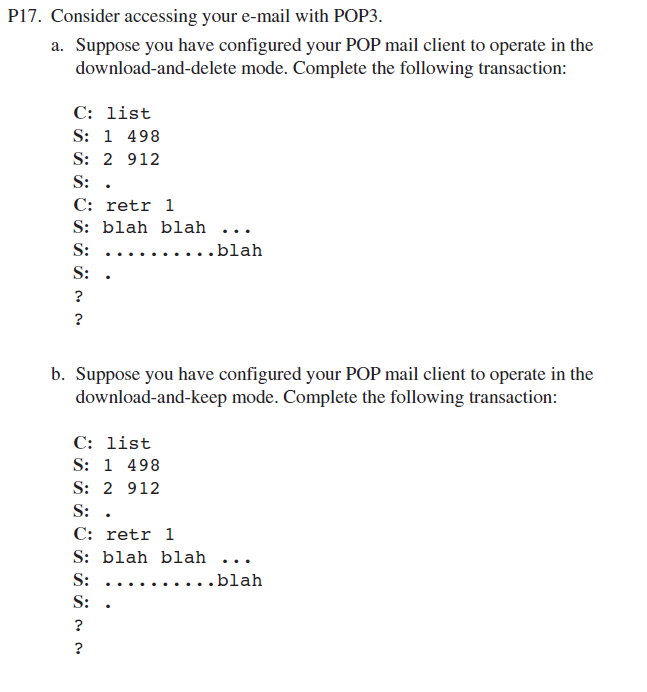 P17. Consider accessing your e-mail with POP3.
a. Suppose you have configured your POP mail client to operate in the
download-and-delete mode. Complete the following transaction:
C: list
S: 1 498
S: 2 912
S: .
C: retr 1
S: blah blah ...
S: ..........blah
S: .
?
?
b. Suppose you have configured your POP mail client to operate in the
download-and-keep mode. Complete the following transaction:
C: list
S: 1 498
S: 2 912
S: .
C: retr 1
S: blah blah ...
S: ..........blah
S: .
?
?